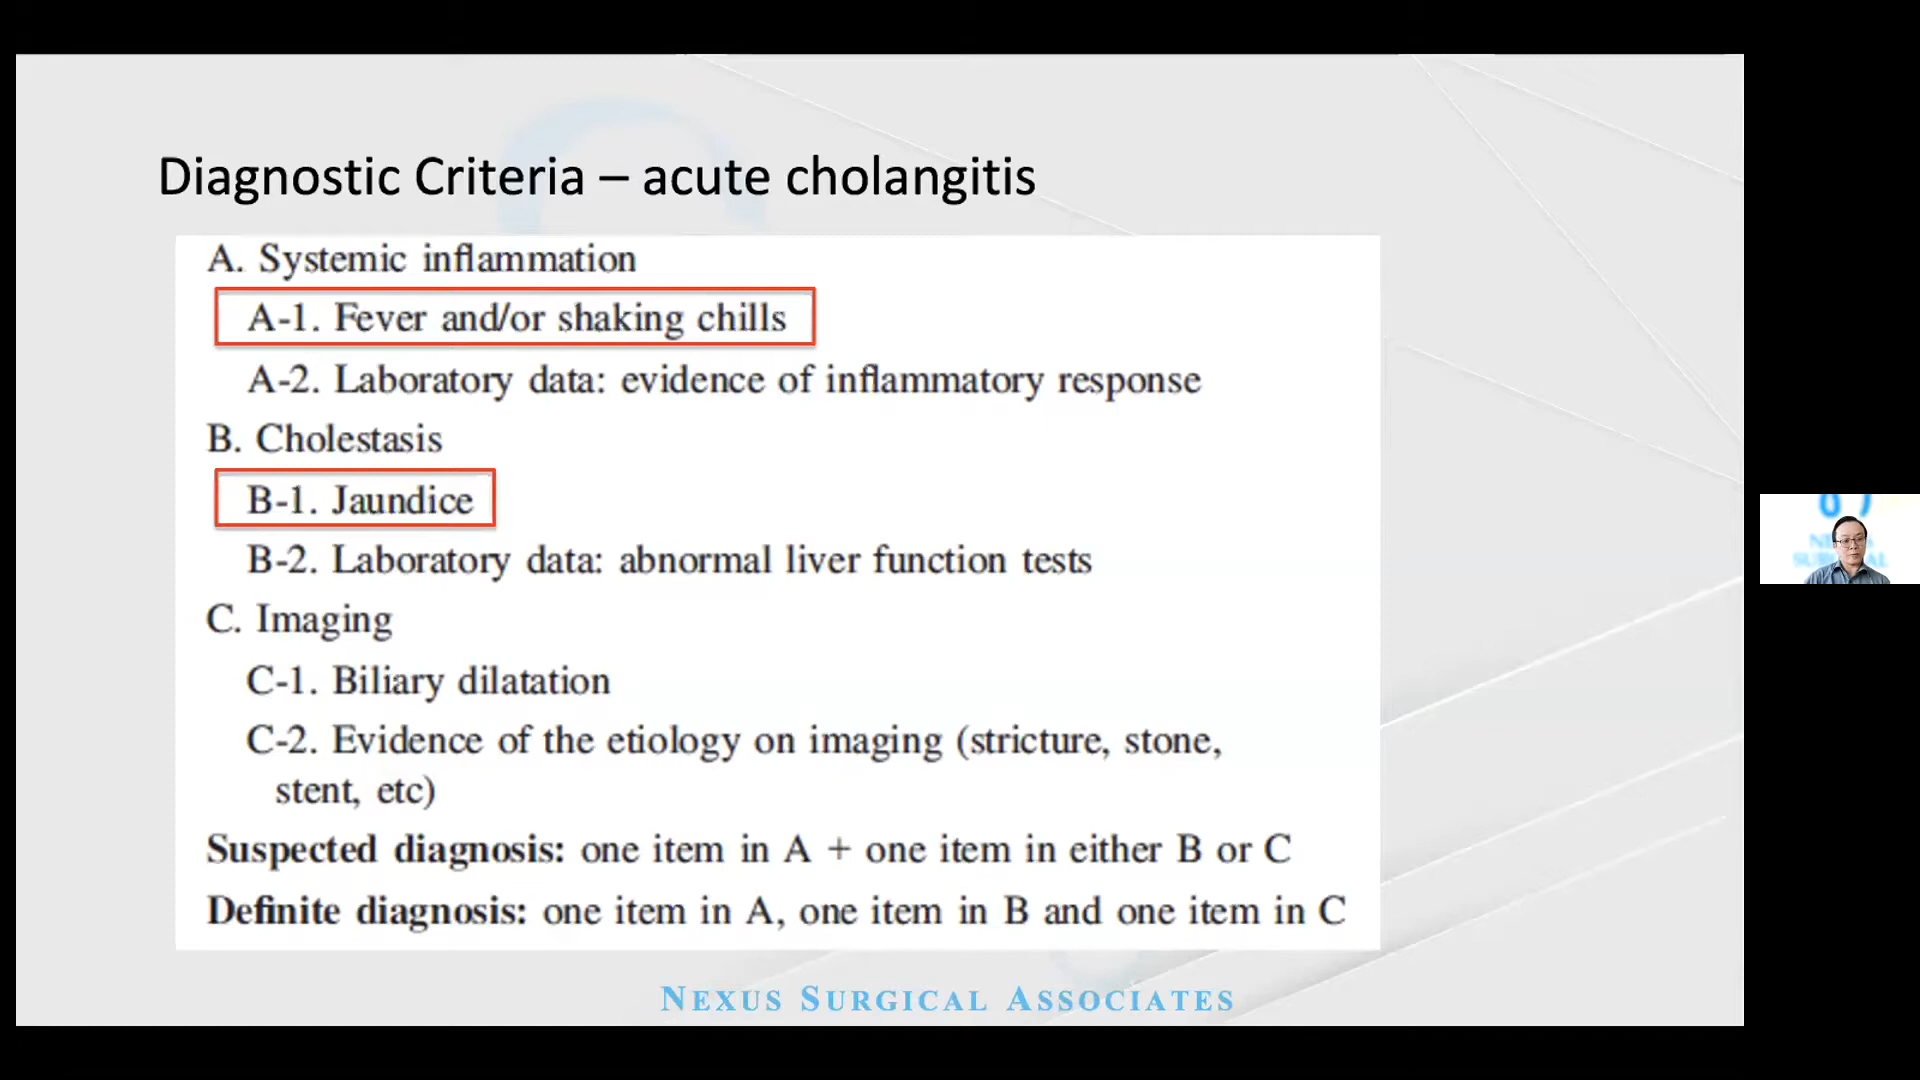 Diagnostic Criteria – acute cholangitis
A. Systemic inflammation
A-1. Fever and/or shaking chills
A-2. Laboratory data: evidence of inflammatory response
B. Cholestasis
B-1. Jaundice
B-2. Laboratory data: abnormal liver function tests
C. Imaging
C-1. Biliary dilatation
C-2. Evidence of the etiology on imaging (stricture, stone,
stent, etc)
Suspected diagnosis: one item in A + one item in either B or C
Definite diagnosis: one item in A, one item in B and one item in C
NEXUS SURGICAL ASSOCIATES